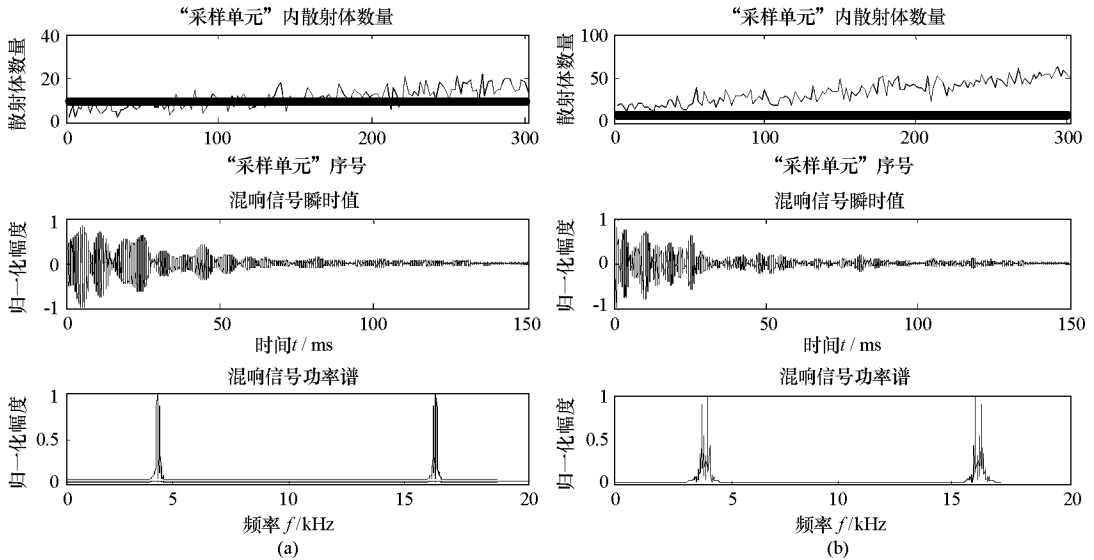 “采样单元”内散射体数量
散射体数量
40
20
0
0
100
200
300
“采样单元”序号
混响信号瞬时值
归一化幅度
1
0
-1
0
50
100
150
时间t / ms
混响信号功率谱
归一化幅度
1
0.5
0
0
5
10
15
20
频率 f /kHz
(a)
“采样单元”内散射体数量
散射体数量
100
50
0
0
100
200
300
“采样单元”序号
混响信号瞬时值
归一化幅度
1
0
-1
0
50
100
150
时间t / ms
混响信号功率谱
归一化幅度
1
0.5
0
0
5
10
15
20
频率 f /kHz
(b)